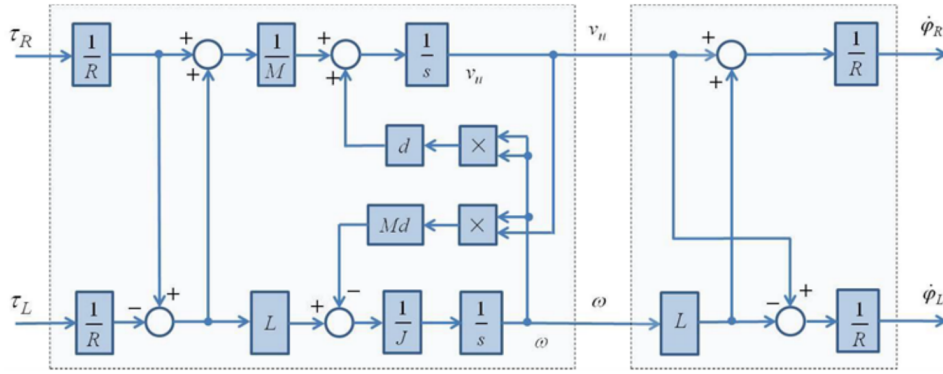 τ_R 1/R + + 1/M + + 1/s v_u v_u + + 1/R φ̇_R
d ×
Md ×
τ_L 1/R − + L + − 1/J 1/s ω ω L − + 1/R φ̇_L